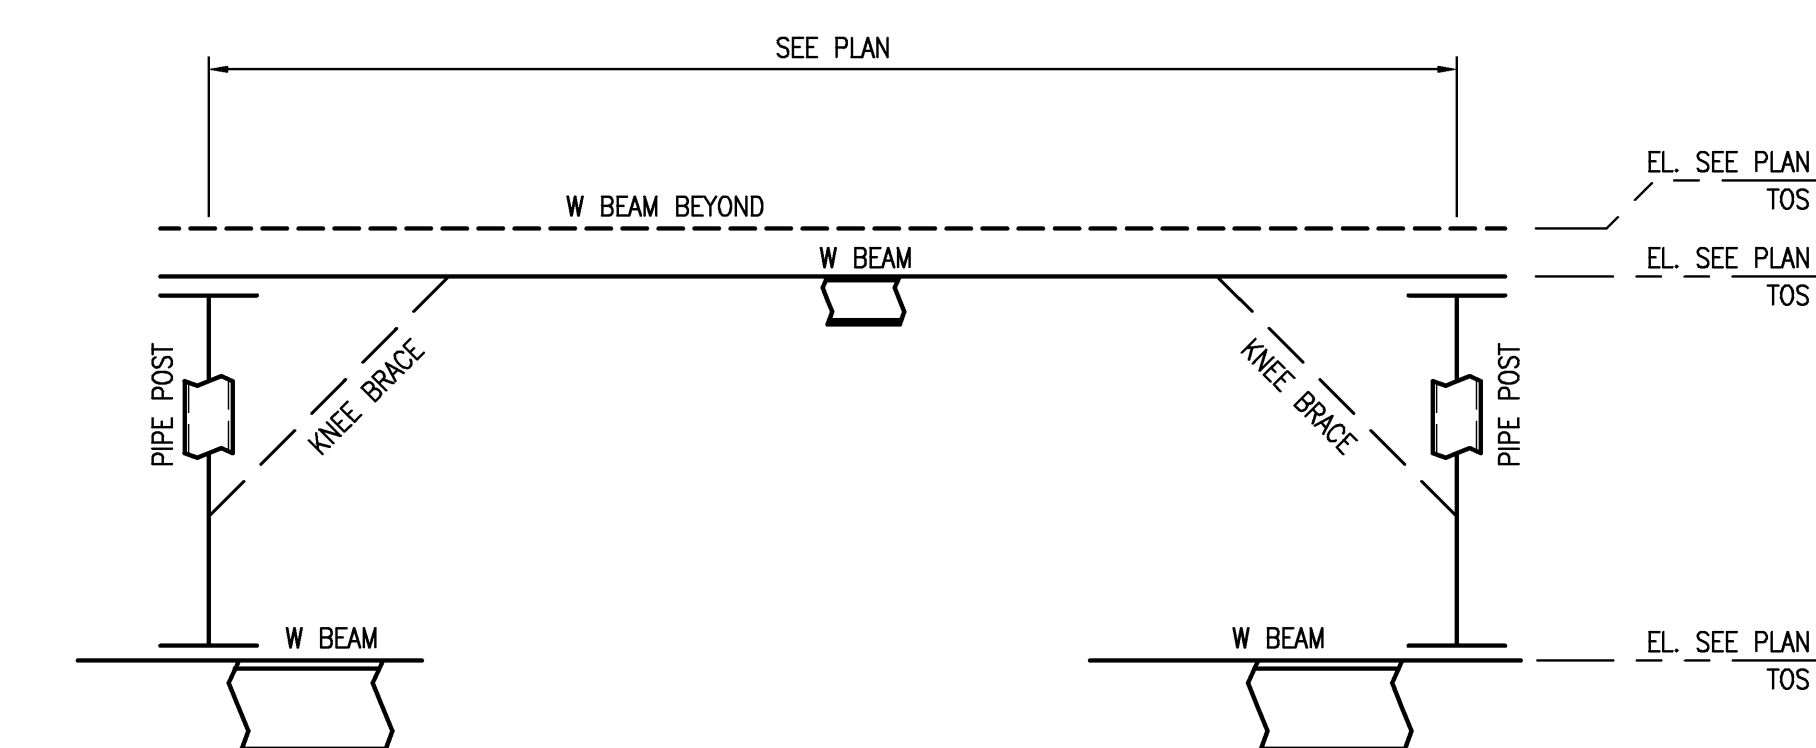 SEE PLAN
EL. SEE PLAN
TOS
W BEAM BEYOND
W BEAM
EL. SEE PLAN
TOS
PIPE POST
KNEE BRACE
KNEE BRACE
PIPE POST
W BEAM
W BEAM
EL. SEE PLAN
TOS